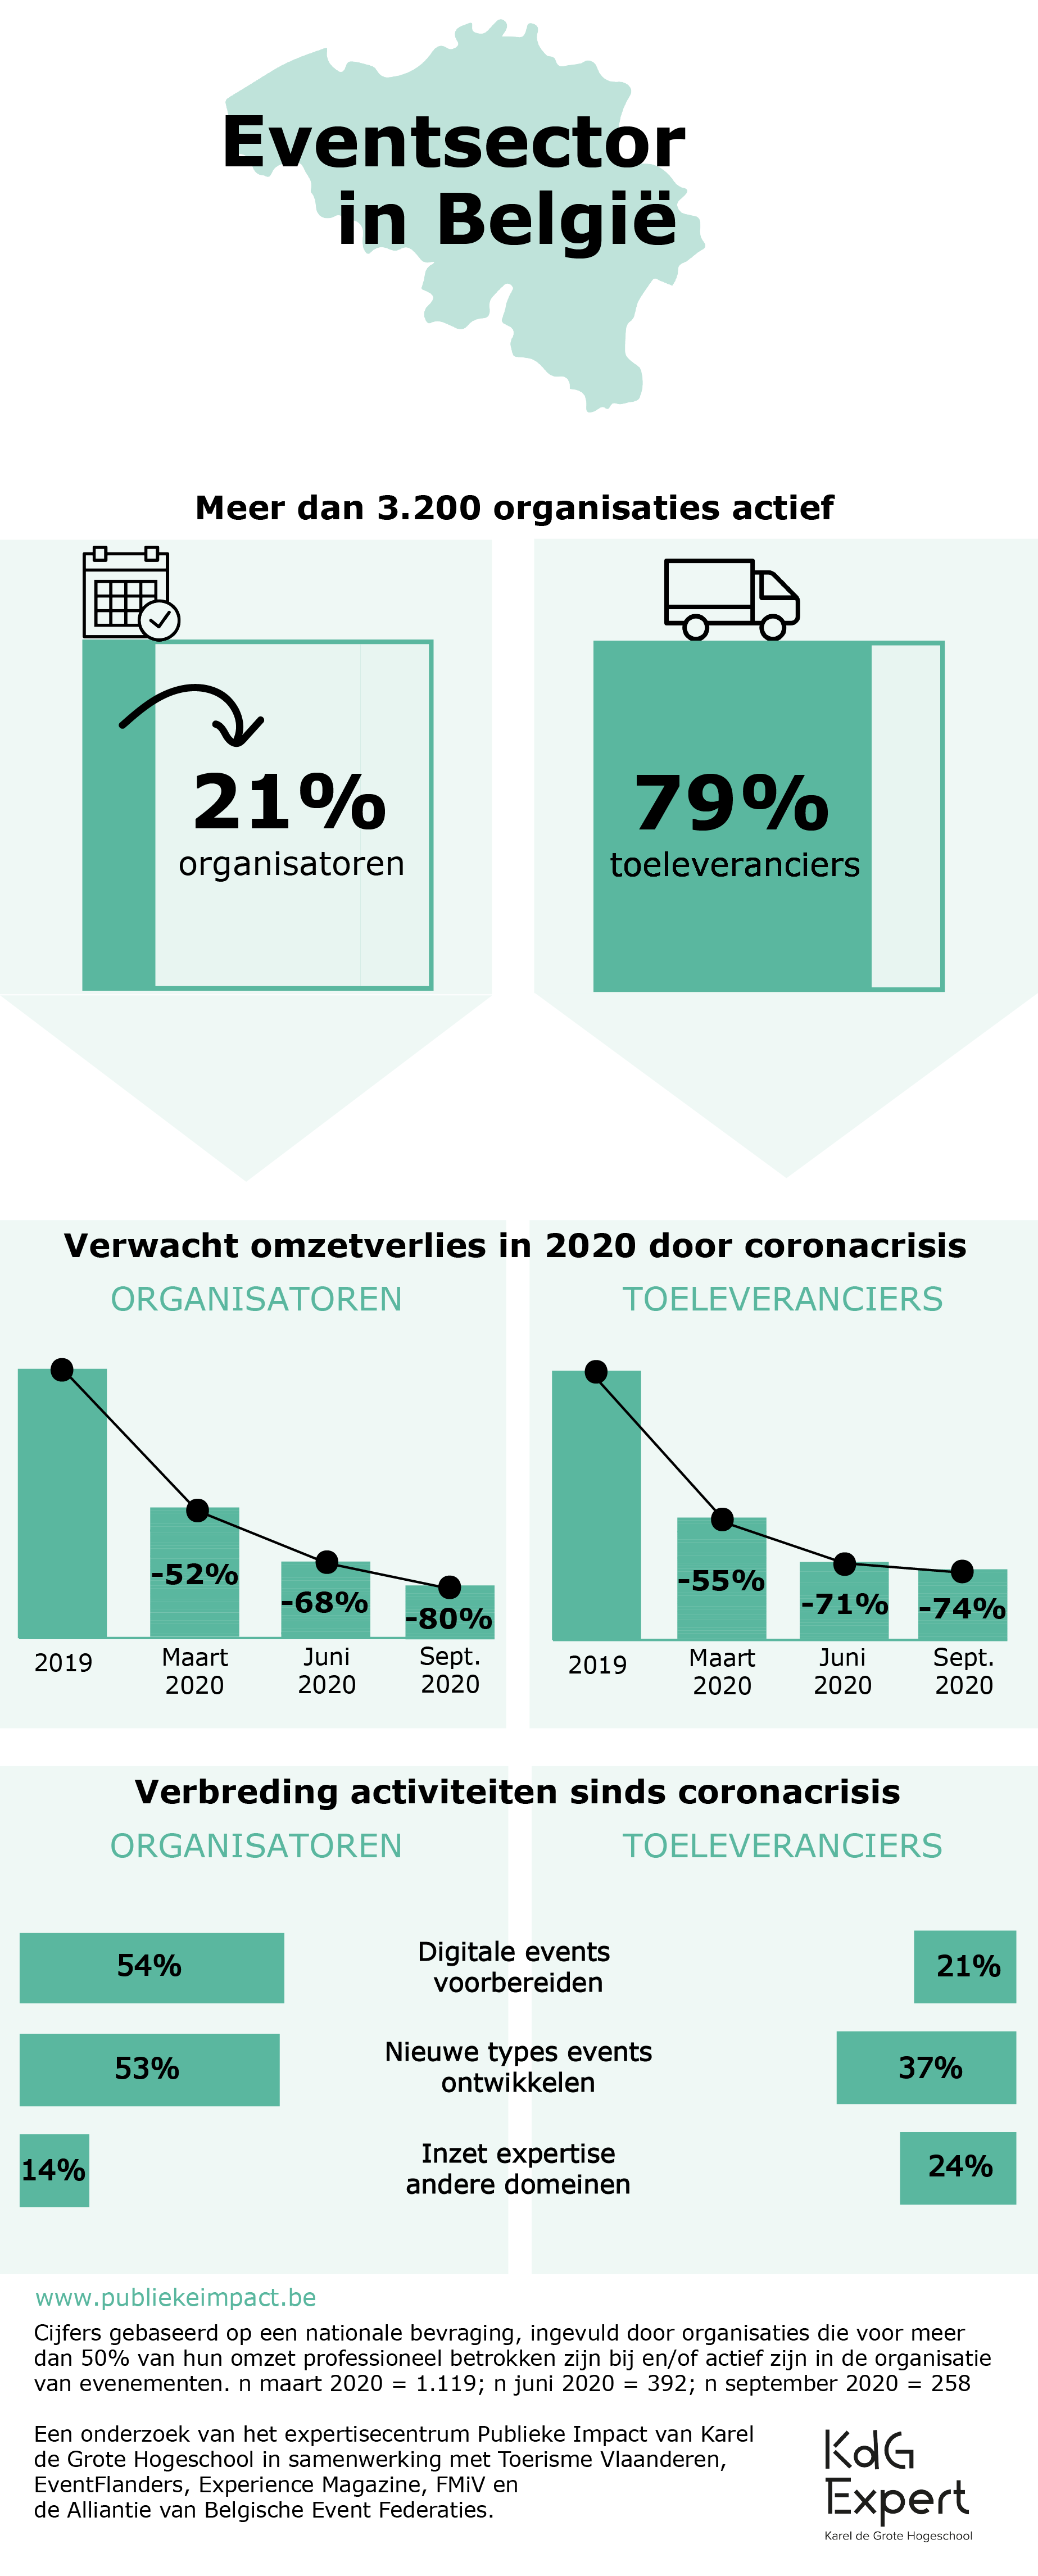 Eventsector
in België
Meer dan 3.200 organisaties actief
21%
organisatoren
79%
toeleveranciers
Verwacht omzetverlies in 2020 door coronacrisis
ORGANISATOREN
-52%
-68%
-80%
2019
Maart
2020
Juni
2020
Sept.
2020
TOELEVERANCIERS
-55%
-71%
-74%
2019
Maart
2020
Juni
2020
Sept.
2020
Verbreding activiteiten sinds coronacrisis
ORGANISATOREN
TOELEVERANCIERS
54%
Digitale events
voorbereiden
21%
53%
Nieuwe types events
ontwikkelen
37%
14%
Inzet expertise
andere domeinen
24%
www.publiekeimpact.be
Cijfers gebaseerd op een nationale bevraging, ingevuld door organisaties die voor meer
dan 50% van hun omzet professioneel betrokken zijn bij en/of actief zijn in de organisatie
van evenementen. n maart 2020 = 1.119; n juni 2020 = 392; n september 2020 = 258
Een onderzoek van het expertisecentrum Publieke Impact van Karel
de Grote Hogeschool in samenwerking met Toerisme Vlaanderen,
EventFlanders, Experience Magazine, FMiV en
de Alliantie van Belgische Event Federaties.
KdG
Expert
Karel de Grote Hogeschool